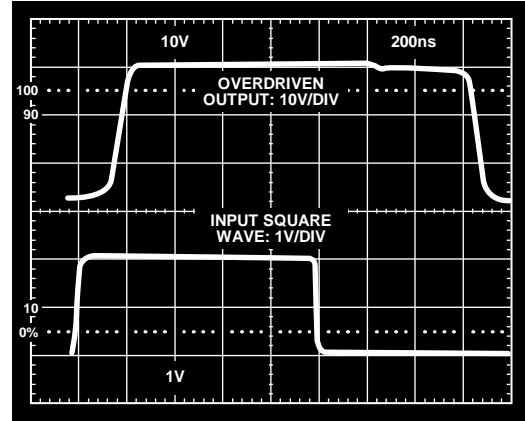 10V 200ns
OVERDRIVEN
OUTPUT: 10V/DIV
100
90
INPUT SQUARE
WAVE: 1V/DIV
10
0%
1V